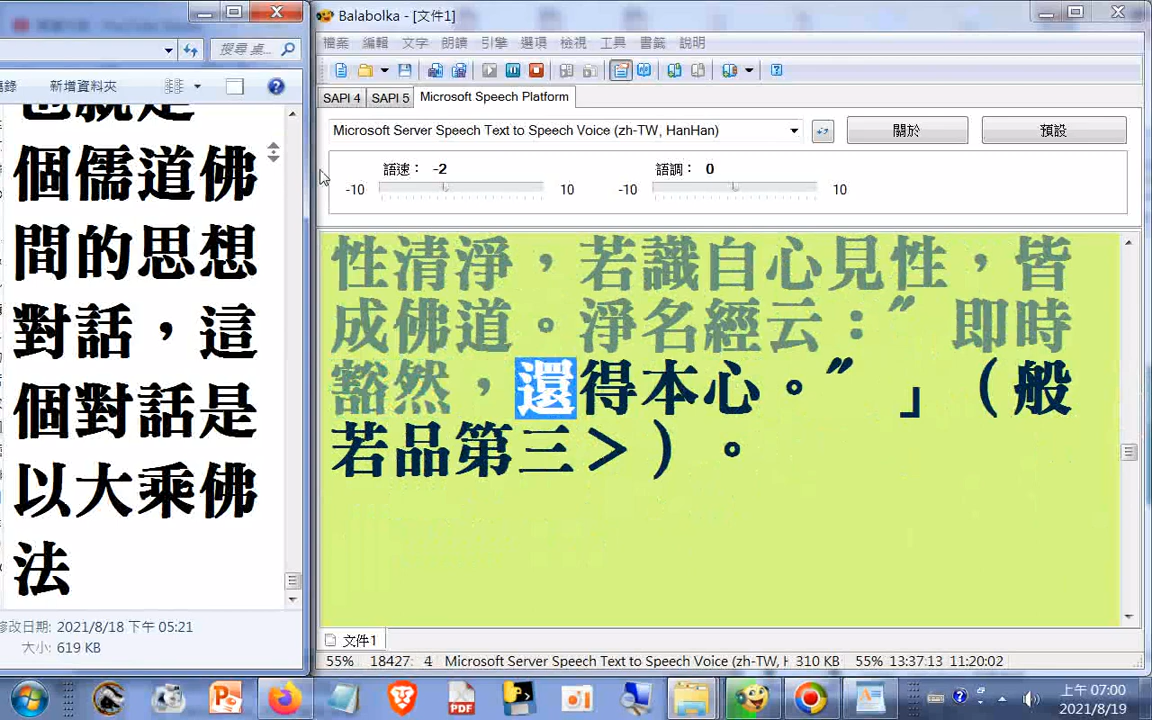 Balabolka - [文件1]
檔案 編輯 文字 朗讀 引擎 選項 檢視 工具 書籤 說明
SAPI 4 SAPI 5 Microsoft Speech Platform
Microsoft Server Speech Text to Speech Voice (zh-TW, HanHan) 關於 預設
語速： -2 語調： 0
-10 10 -10 10
性清淨，若識自心見性，皆
成佛道。淨名經云：〞即時
豁然，還得本心。〞」（般
若品第三＞）。
文件1
55% 18427: 4 Microsoft Server Speech Text to Speech Voice (zh-TW, H 310 KB 55% 13:37:13 11:20:02
搜尋 桌...
新增資料夾
個儒道佛
間的思想
對話，這
個對話是
以大乘佛
法
修改日期: 2021/8/18 下午 05:21
大小: 619 KB
上午 07:00
2021/8/19